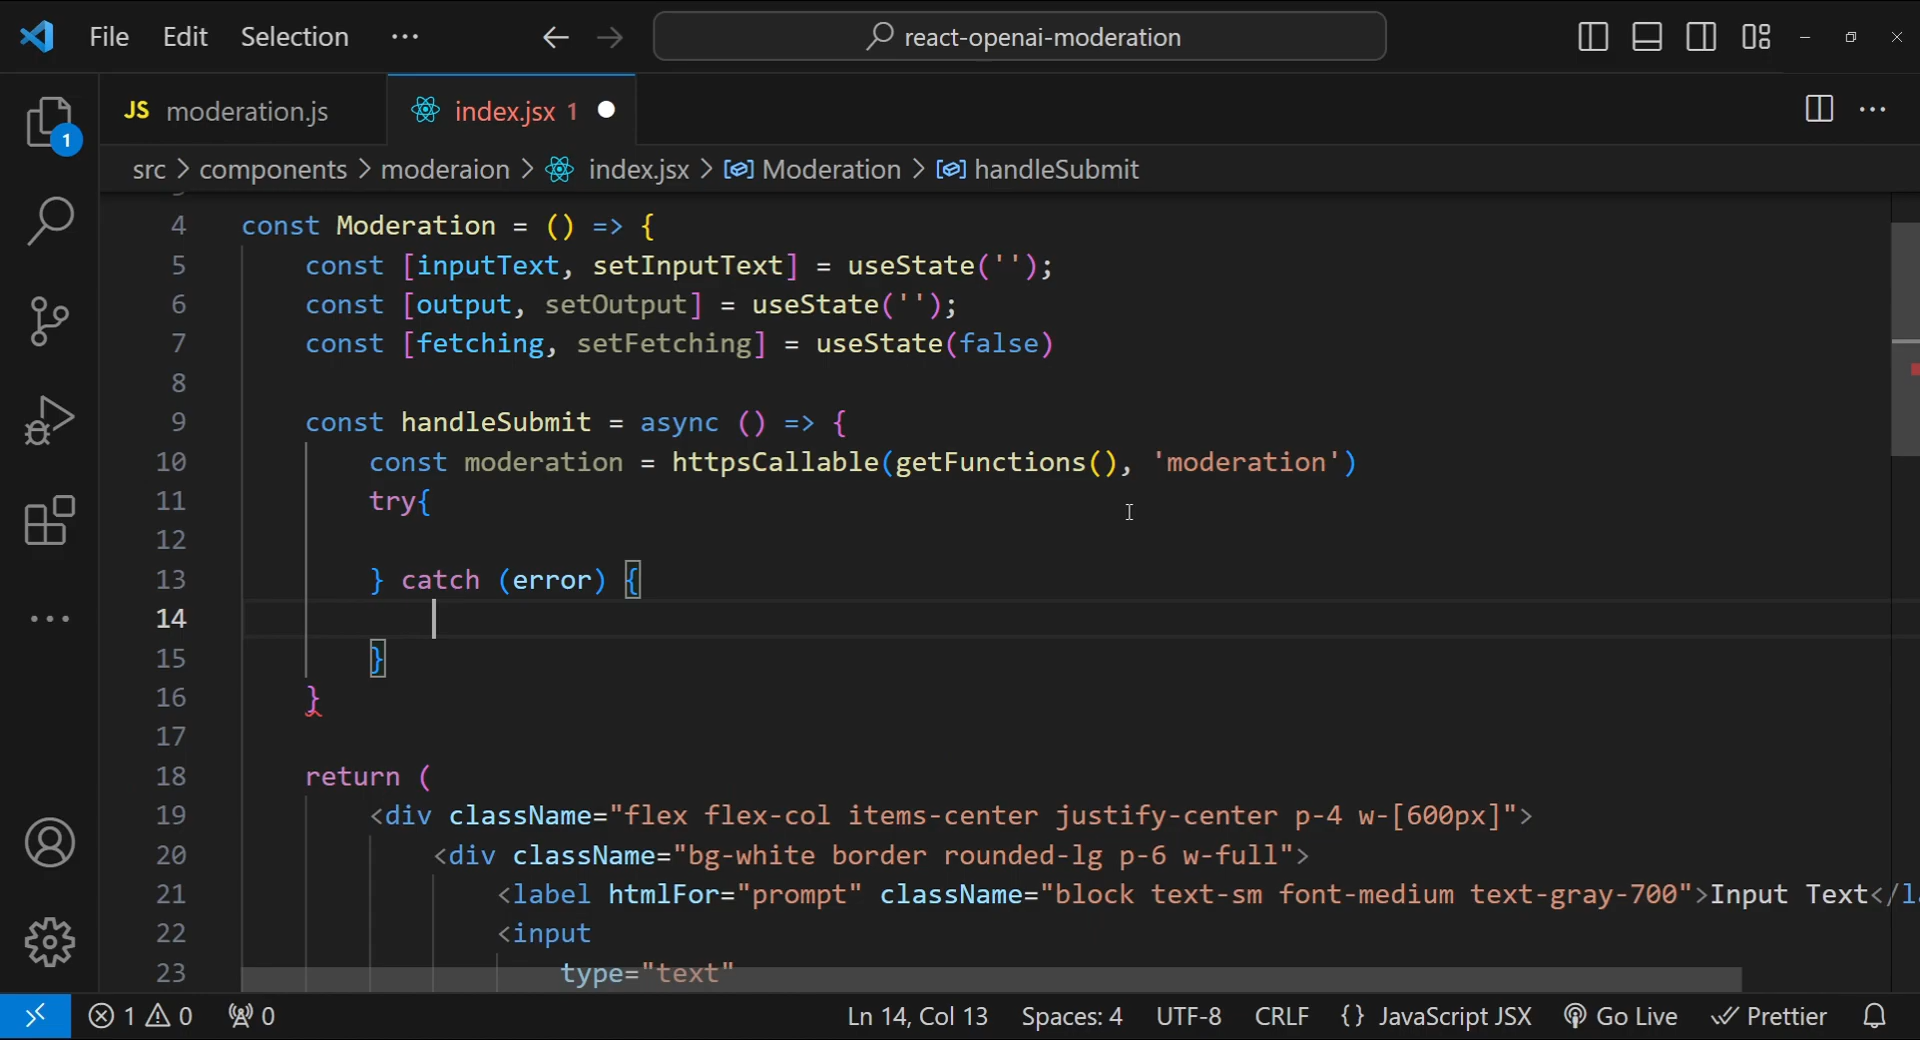 File Edit Selection ··· react-openai-moderation
JS moderation.js index.jsx 1
src > components > moderaion > index.jsx > Moderation > handleSubmit
4 const Moderation = () => {
5 const [inputText, setInputText] = useState('');
6 const [output, setOutput] = useState('');
7 const [fetching, setFetching] = useState(false)
8
9 const handleSubmit = async () => {
10 const moderation = httpsCallable(getFunctions(), 'moderation')
11 try{
12
13 } catch (error) {
14
15 }
16 }
17
18 return (
19 <div className="flex flex-col items-center justify-center p-4 w-[600px]">
20 <div className="bg-white border rounded-lg p-6 w-full">
21 <label htmlFor="prompt" className="block text-sm font-medium text-gray-700">Input Text</l
22 <input
23 type="text"
1
1 0 0 Ln 14, Col 13 Spaces: 4 UTF-8 CRLF {} JavaScript JSX Go Live Prettier